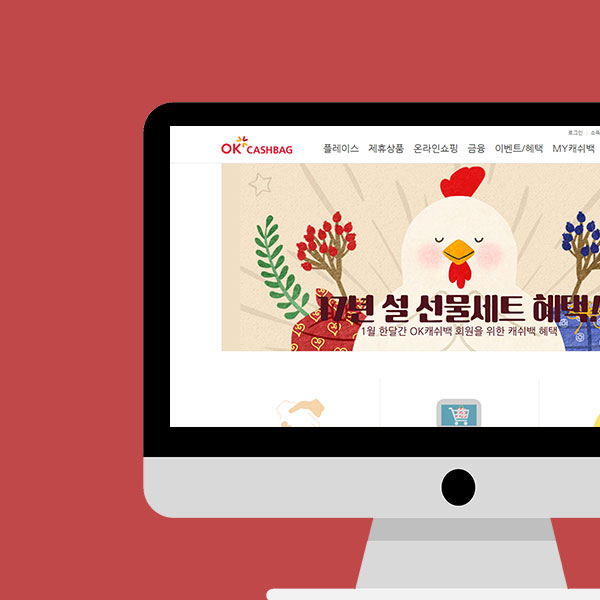 로그인 | 소득
OK CASHBAG
플레이스 제휴상품 온라인쇼핑 금융 이벤트/혜택 MY캐쉬백
17년 설 선물세트 혜택
1월 한달간 OK캐쉬백 회원을 위한 캐쉬백 혜택